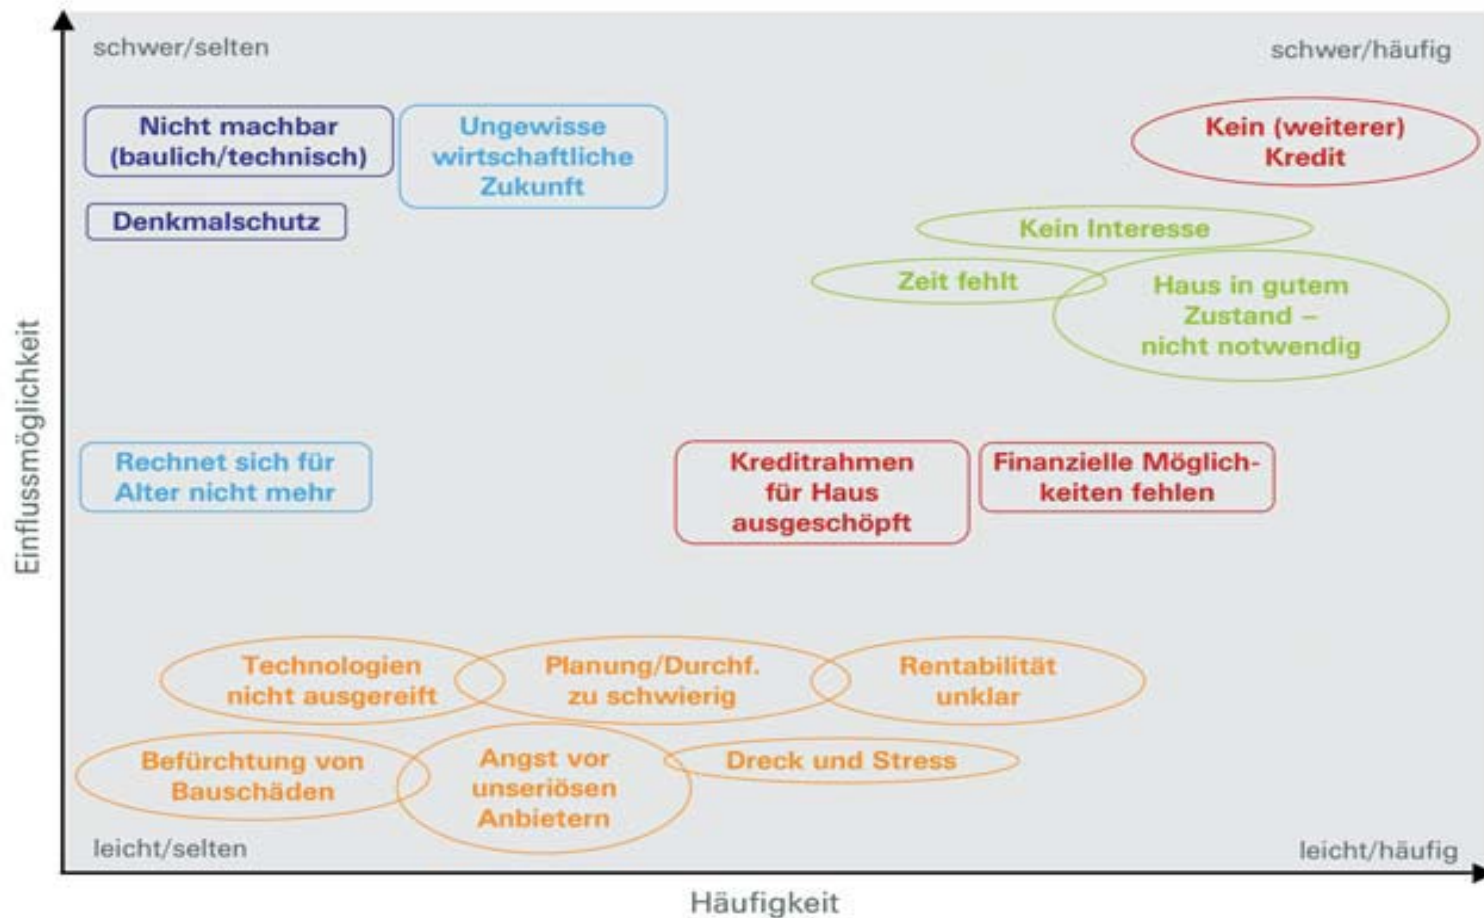 schwer/selten
schwer/häufig
Nicht machbar
(baulich/technisch)
Ungewisse
wirtschaftliche
Zukunft
Kein (weiterer)
Kredit
Denkmalschutz
Kein Interesse
Zeit fehlt
Haus in gutem
Zustand –
nicht notwendig
Einflussmöglichkeit
Rechnet sich für
Alter nicht mehr
Kreditrahmen
für Haus
ausgeschöpft
Finanzielle Möglich-
keiten fehlen
Technologien
nicht ausgereift
Planung/Durchf.
zu schwierig
Rentabilität
unklar
Befürchtung von
Bauschäden
Angst vor
unseriösen
Anbietern
Dreck und Stress
leicht/selten
leicht/häufig
Häufigkeit